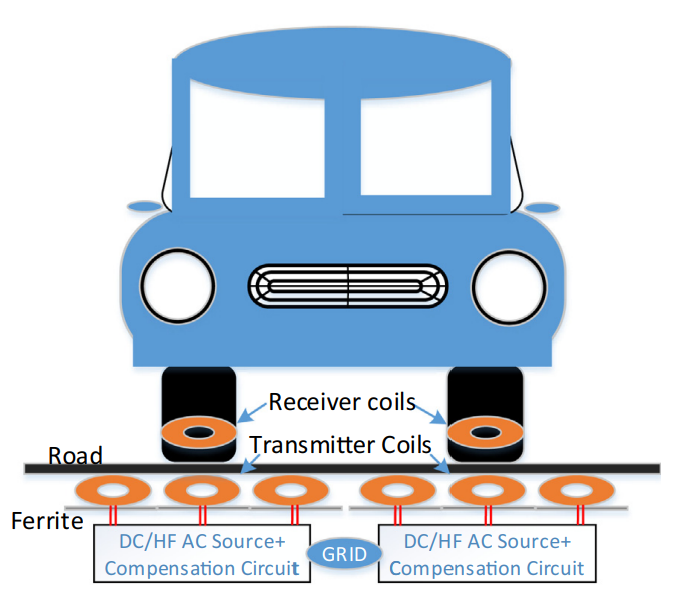 Receiver coils
Transmitter Coils
Road
Ferrite
DC/HF AC Source+
Compensation Circuit
GRID
DC/HF AC Source+
Compensation Circuit